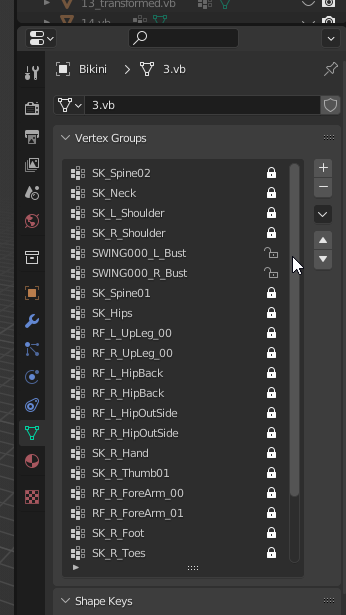 13_transformed.vb
14.vb
Bikini > 3.vb
3.vb
Vertex Groups
SK_Spine02
SK_Neck
SK_L_Shoulder
SK_R_Shoulder
SWING000_L_Bust
SWING000_R_Bust
SK_Spine01
SK_Hips
RF_L_UpLeg_00
RF_R_UpLeg_00
RF_L_HipBack
RF_R_HipBack
RF_L_HipOutSide
RF_R_HipOutSide
SK_R_Hand
SK_R_Thumb01
RF_R_ForeArm_00
RF_R_ForeArm_01
SK_R_Foot
SK_R_Toes
Shape Keys